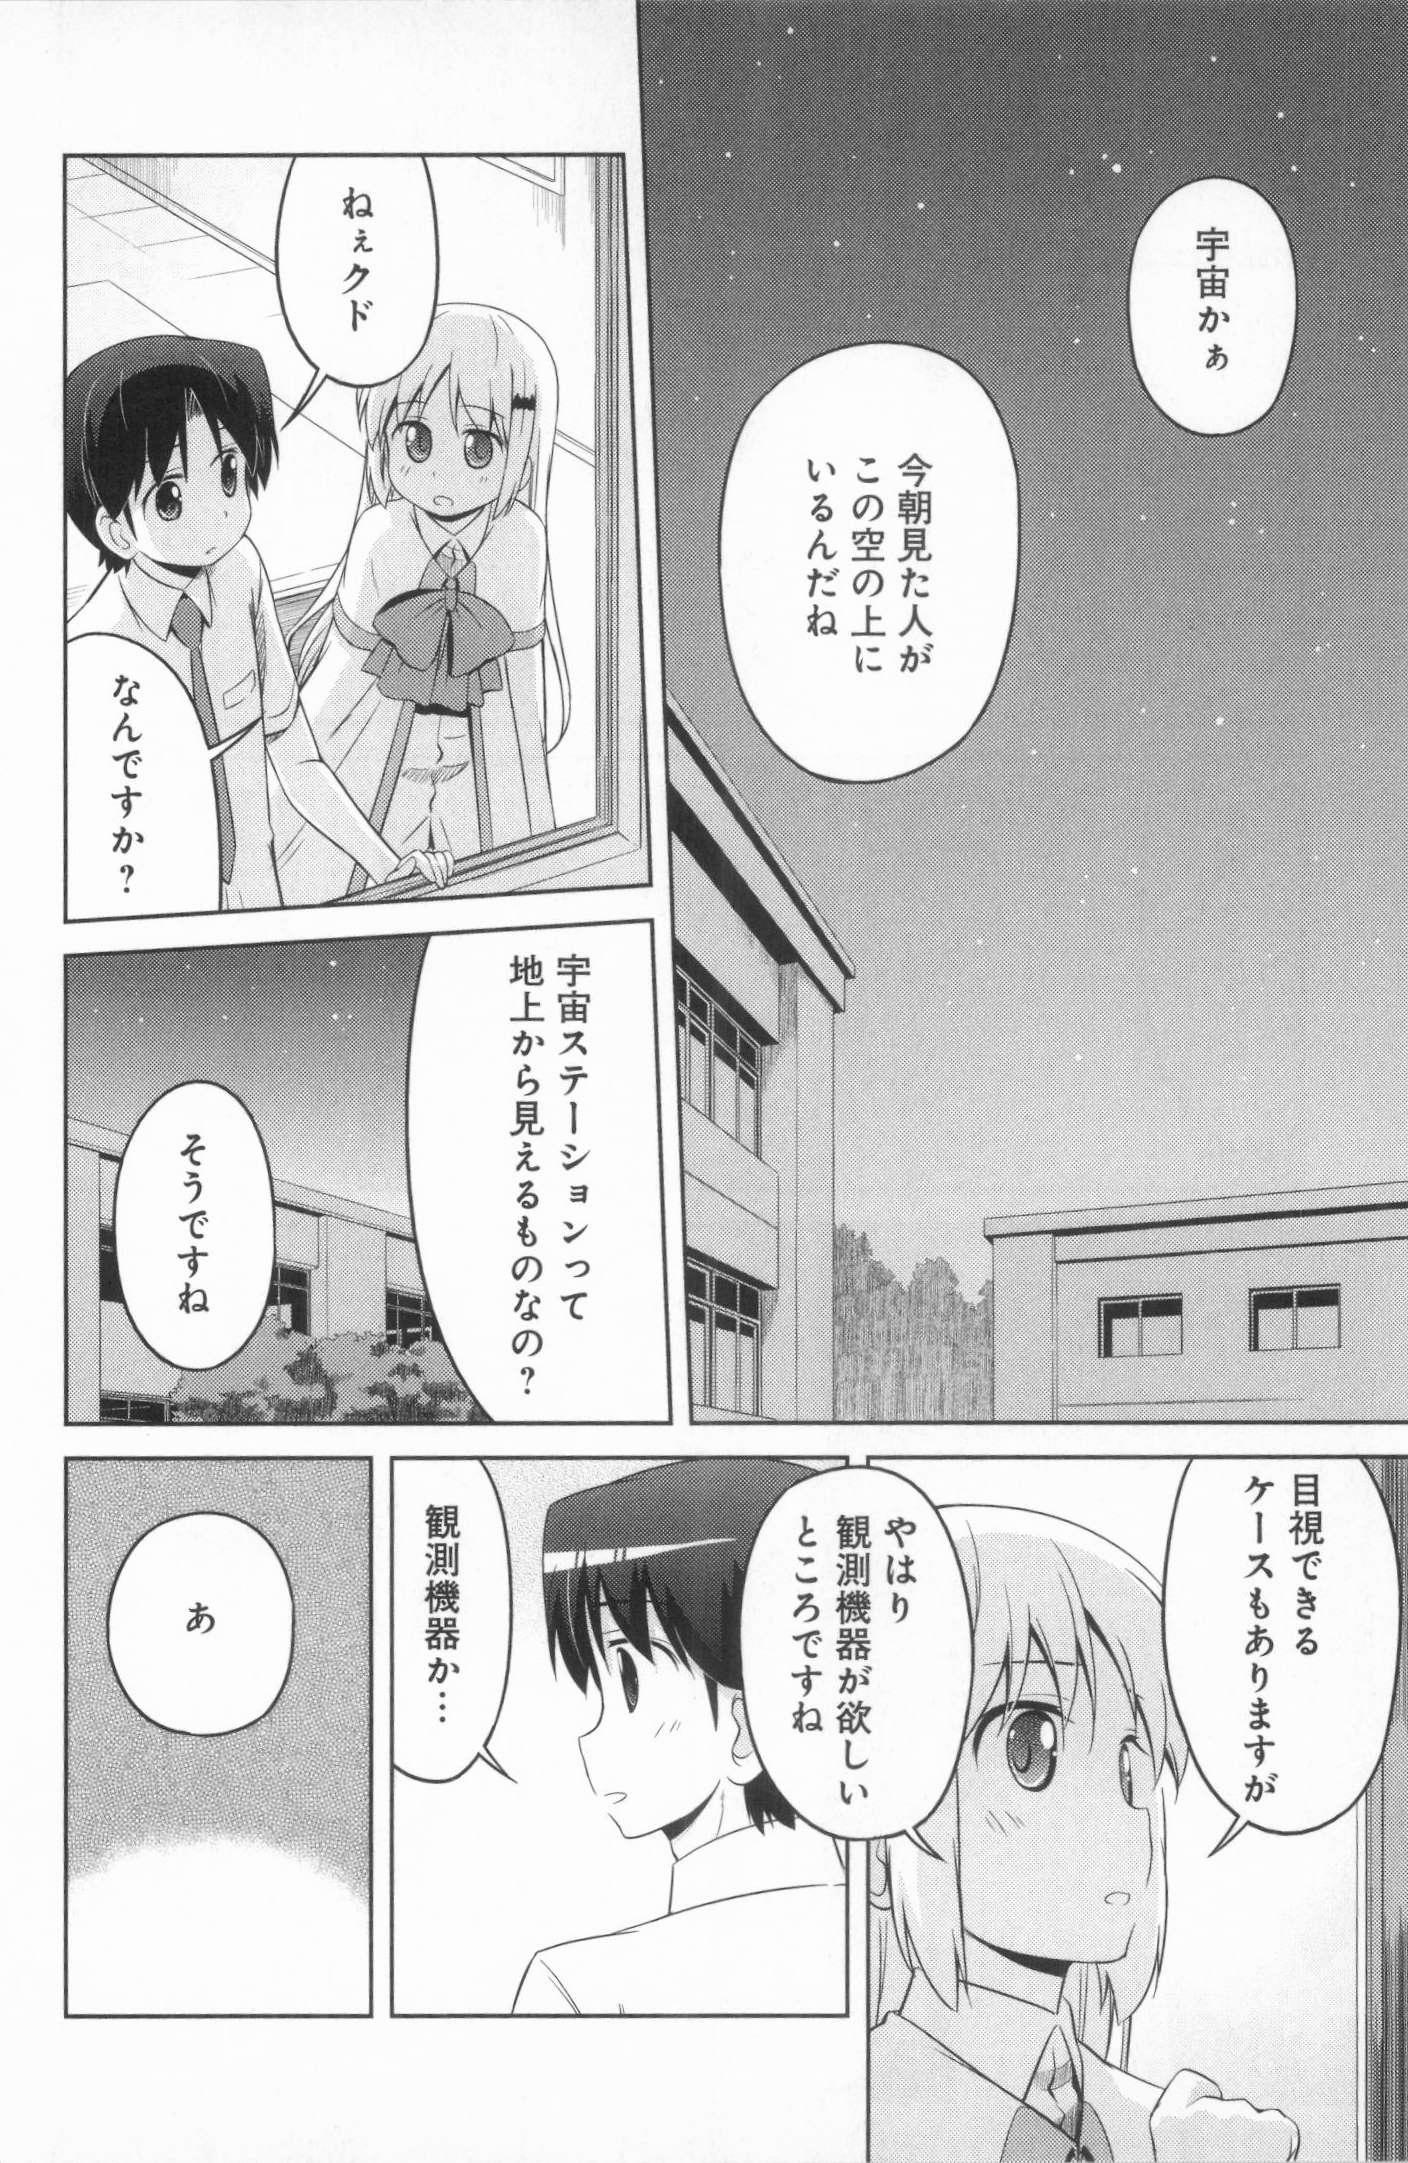 宇宙かぁ
今朝見た人が
この空の上に
いるんだね
ねぇクド
なんですか?
宇宙ステーションって
地上から見えるものなの?
そうですね
目視できる
ケースもありますが
やはり
観測機器が欲しい
ところですね
観測機器か…
あ